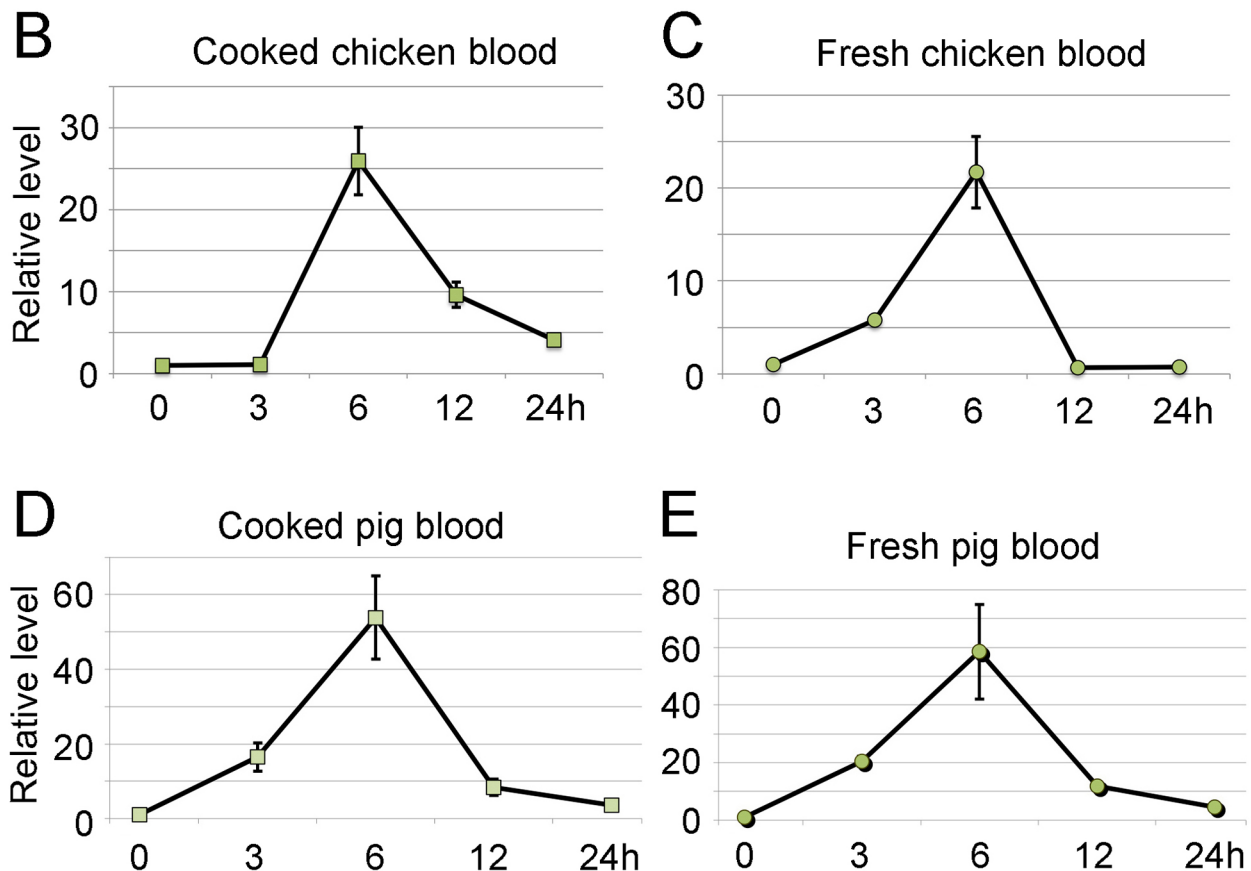 B
Cooked chicken blood
Relative level
30
20
10
0
0 3 6 12 24h
C
Fresh chicken blood
30
20
10
0
0 3 6 12 24h
D
Cooked pig blood
Relative level
60
40
20
0
0 3 6 12 24h
E
Fresh pig blood
80
60
40
20
0
0 3 6 12 24h